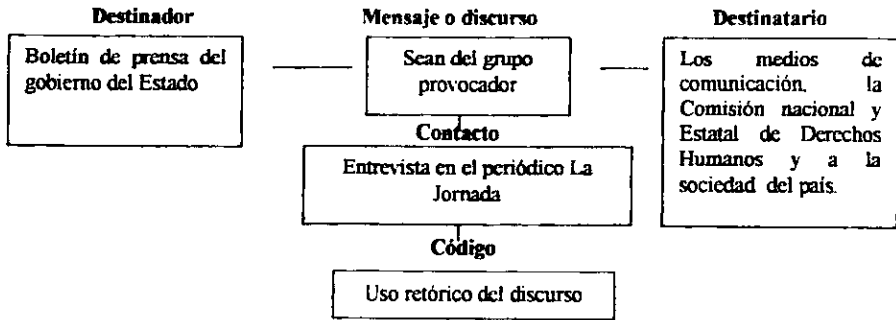 Destinador
Boletín de prensa del
gobierno del Estado
Mensaje o discurso
Sean del grupo
provocador
Contacto
Entrevista en el periódico La
Jornada
Código
Uso retórico del discurso
Destinatario
Los medios de
comunicación, la
Comisión nacional y
Estatal de Derechos
Humanos y a la
sociedad del país.